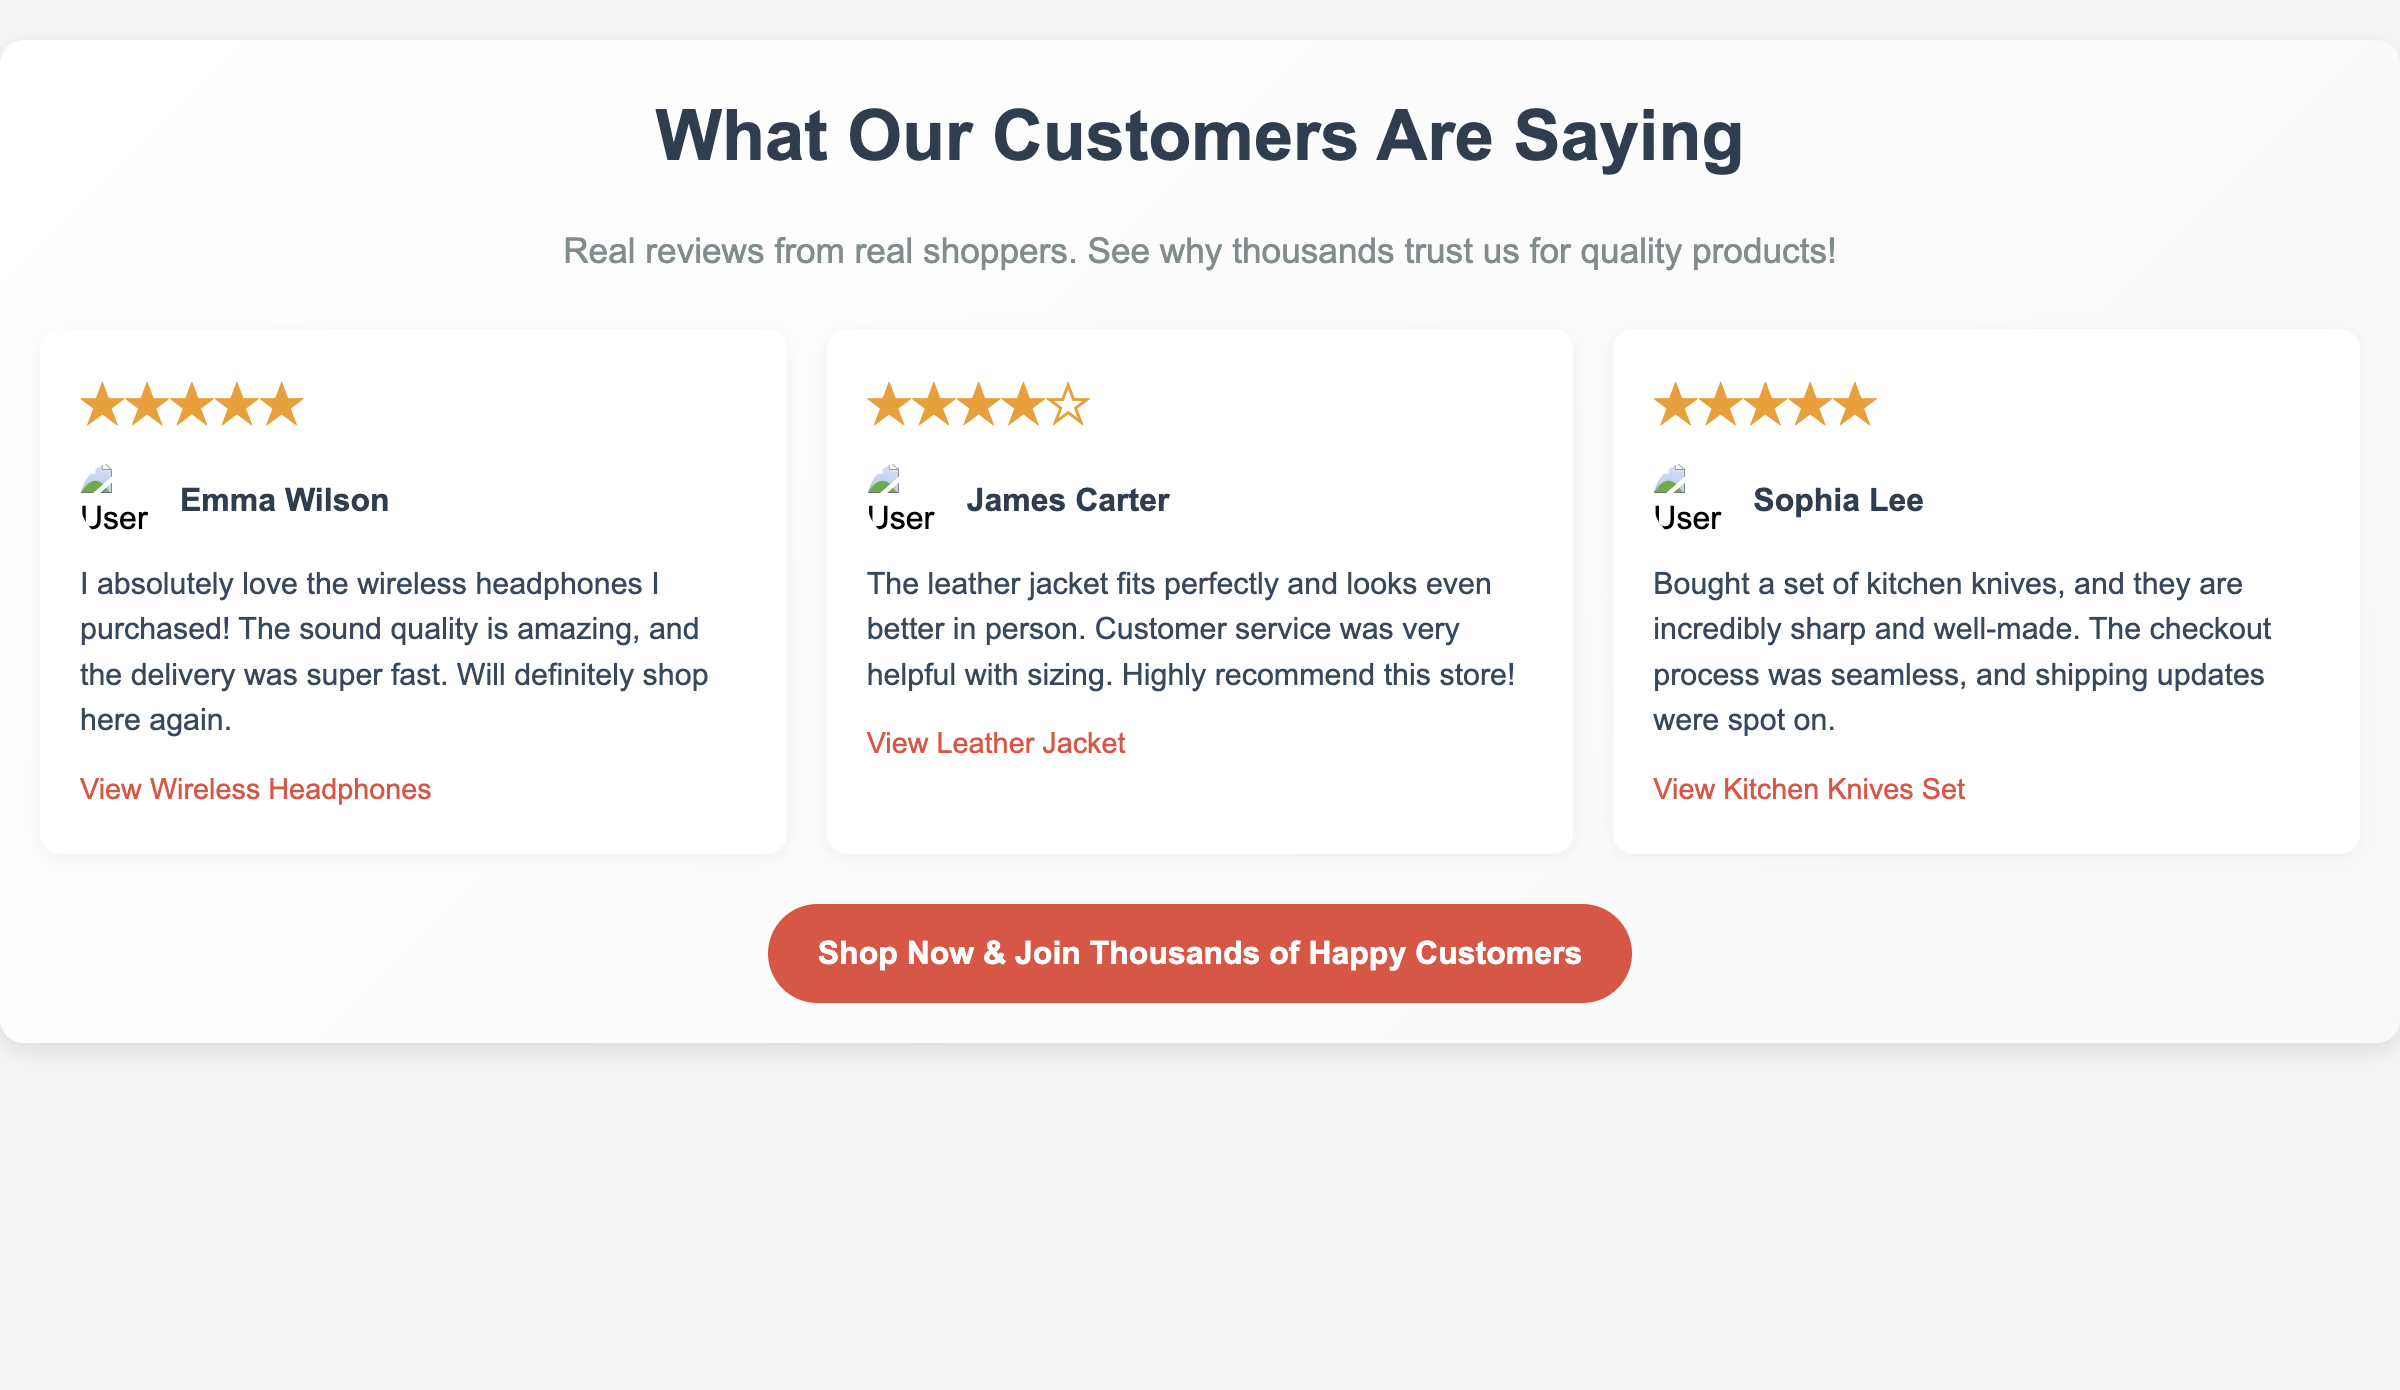 What Our Customers Are Saying
Real reviews from real shoppers. See why thousands trust us for quality products!
★★★★★
User
Emma Wilson
I absolutely love the wireless headphones I
purchased! The sound quality is amazing, and
the delivery was super fast. Will definitely shop
here again.
View Wireless Headphones
★★★★☆
User
James Carter
The leather jacket fits perfectly and looks even
better in person. Customer service was very
helpful with sizing. Highly recommend this store!
View Leather Jacket
★★★★★
User
Sophia Lee
Bought a set of kitchen knives, and they are
incredibly sharp and well-made. The checkout
process was seamless, and shipping updates
were spot on.
View Kitchen Knives Set
Shop Now & Join Thousands of Happy Customers